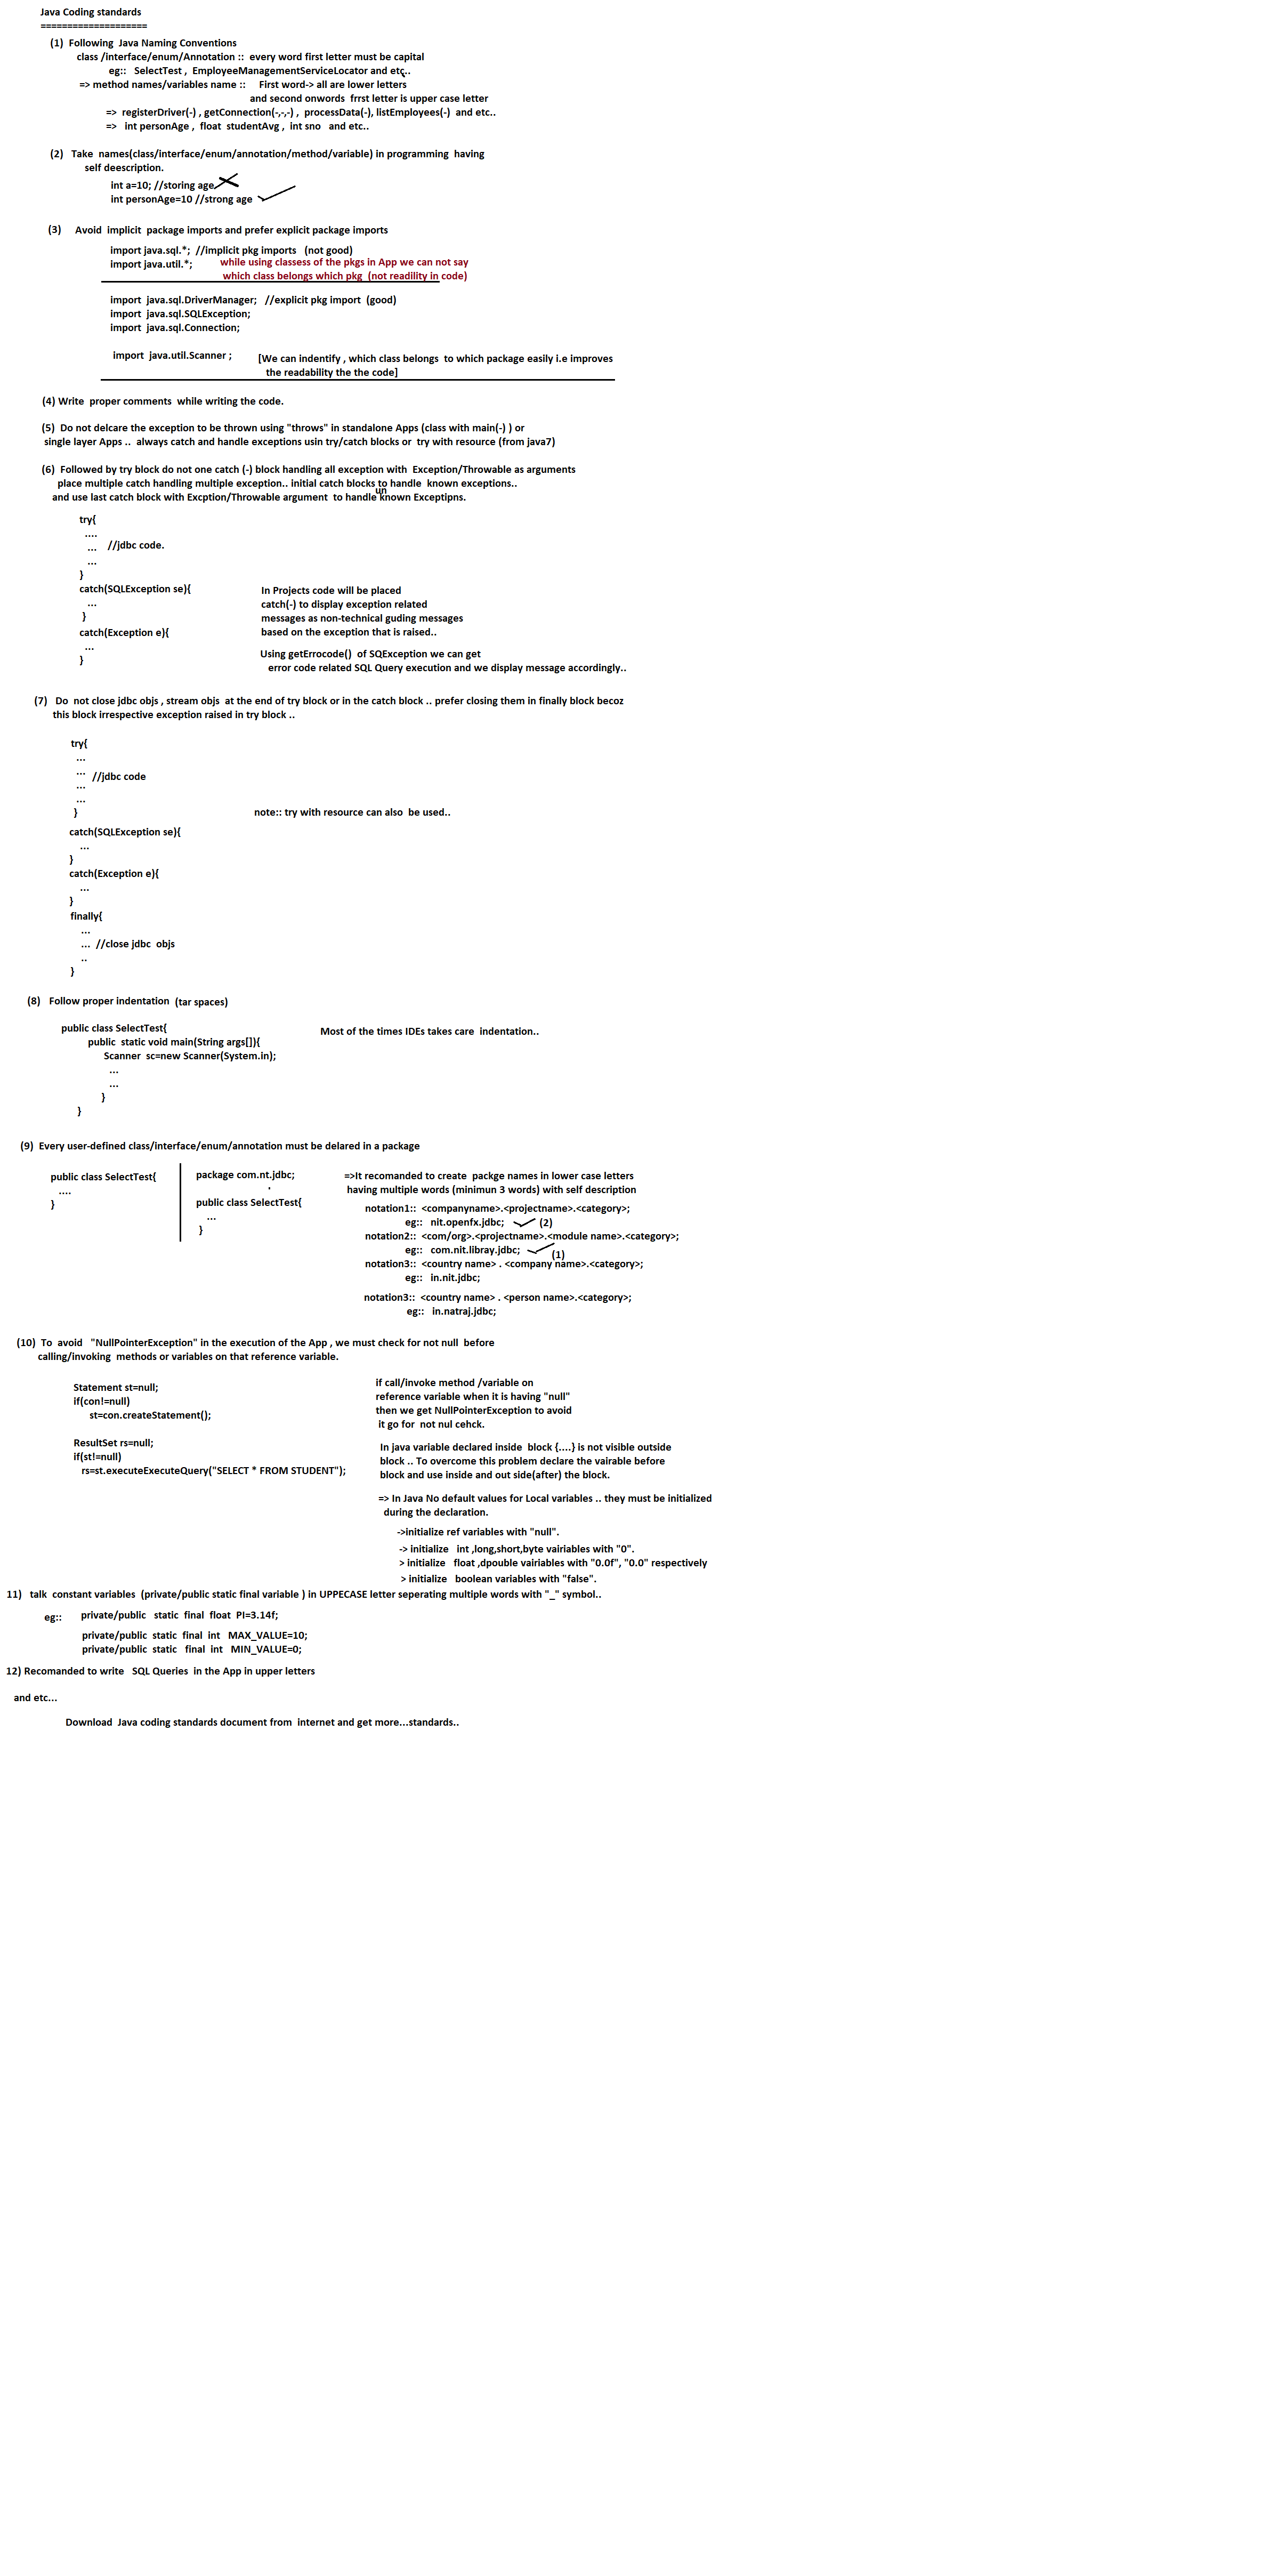 Java Coding standards
====================
(1) Following Java Naming Conventions
class /interface/enum/Annotation :: every word first letter must be capital
eg:: SelectTest , EmployeeManagementServiceLocator and etc..
=> method names/variables name :: First word-> all are lower letters
and second onwords frrst letter is upper case letter
=> registerDriver(-) , getConnection(-,-,-) , processData(-), listEmployees(-) and etc..
=> int personAge , float studentAvg , int sno and etc..
(2) Take names(class/interface/enum/annotation/method/variable) in programming having
self deescription.
int a=10; //storing age
int personAge=10 //strong age
(3) Avoid implicit package imports and prefer explicit package imports
import java.sql.*; //implicit pkg imports (not good)
import java.util.*; while using classess of the pkgs in App we can not say
which class belongs which pkg (not readility in code)
import java.sql.DriverManager; //explicit pkg import (good)
import java.sql.SQLException;
import java.sql.Connection;
import java.util.Scanner ; [We can indentify , which class belongs to which package easily i.e improves
the readability the the code]
(4) Write proper comments while writing the code.
(5) Do not delcare the exception to be thrown using "throws" in standalone Apps (class with main(-) ) or
single layer Apps .. always catch and handle exceptions usin try/catch blocks or try with resource (from java7)
(6) Followed by try block do not one catch (-) block handling all exception with Exception/Throwable as arguments
place multiple catch handling multiple exception.. initial catch blocks to handle known exceptions..
un
and use last catch block with Excption/Throwable argument to handle known Exceptipns.
try{
....
... //jdbc code.
...
}
catch(SQLException se){ In Projects code will be placed
... catch(-) to display exception related
} messages as non-technical guding messages
catch(Exception e){ based on the exception that is raised..
... Using getErrocode() of SQException we can get
} error code related SQL Query execution and we display message accordingly..
(7) Do not close jdbc objs , stream objs at the end of try block or in the catch block .. prefer closing them in finally block becoz
this block irrespective exception raised in try block ..
try{
...
... //jdbc code
...
...
} note:: try with resource can also be used..
catch(SQLException se){
...
}
catch(Exception e){
...
}
finally{
...
... //close jdbc objs
..
}
(8) Follow proper indentation (tar spaces)
public class SelectTest{ Most of the times IDEs takes care indentation..
public static void main(String args[]){
Scanner sc=new Scanner(System.in);
...
...
}
}
(9) Every user-defined class/interface/enum/annotation must be delared in a package
public class SelectTest{
....
}
package com.nt.jdbc;
.
public class SelectTest{
...
}
=>It recomanded to create packge names in lower case letters
having multiple words (minimun 3 words) with self description
notation1:: <companyname>.<projectname>.<category>;
eg:: nit.openfx.jdbc; (2)
notation2:: <com/org>.<projectname>.<module name>.<category>;
eg:: com.nit.libray.jdbc; (1)
notation3:: <country name> . <company name>.<category>;
eg:: in.nit.jdbc;
notation3:: <country name> . <person name>.<category>;
eg:: in.natraj.jdbc;
(10) To avoid "NullPointerException" in the execution of the App , we must check for not null before
calling/invoking methods or variables on that reference variable.
Statement st=null;
if(con!=null)
st=con.createStatement();
ResultSet rs=null;
if(st!=null)
rs=st.executeExecuteQuery("SELECT * FROM STUDENT");
if call/invoke method /variable on
reference variable when it is having "null"
then we get NullPointerException to avoid
it go for not nul cehck.
In java variable declared inside block {....} is not visible outside
block .. To overcome this problem declare the vairable before
block and use inside and out side(after) the block.
=> In Java No default values for Local variables .. they must be initialized
during the declaration.
->initialize ref variables with "null".
-> initialize int ,long,short,byte vairiables with "0".
> initialize float ,dpouble vairiables with "0.0f", "0.0" respectively
> initialize boolean variables with "false".
11) talk constant variables (private/public static final variable ) in UPPECASE letter seperating multiple words with "_" symbol..
eg:: private/public static final float PI=3.14f;
private/public static final int MAX_VALUE=10;
private/public static final int MIN_VALUE=0;
12) Recomanded to write SQL Queries in the App in upper letters
and etc...
Download Java coding standards document from internet and get more...standards..